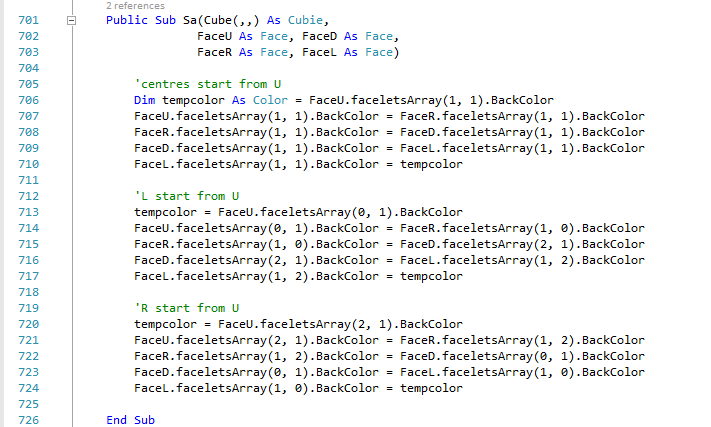 2 references
701 Public Sub Sa(Cube(,,) As Cubie,
702 FaceU As Face, FaceD As Face,
703 FaceR As Face, FaceL As Face)
704
705 'centres start from U
706 Dim tempcolor As Color = FaceU.faceletsArray(1, 1).BackColor
707 FaceU.faceletsArray(1, 1).BackColor = FaceR.faceletsArray(1, 1).BackColor
708 FaceR.faceletsArray(1, 1).BackColor = FaceD.faceletsArray(1, 1).BackColor
709 FaceD.faceletsArray(1, 1).BackColor = FaceL.faceletsArray(1, 1).BackColor
710 FaceL.faceletsArray(1, 1).BackColor = tempcolor
711
712 'L start from U
713 tempcolor = FaceU.faceletsArray(0, 1).BackColor
714 FaceU.faceletsArray(0, 1).BackColor = FaceR.faceletsArray(1, 0).BackColor
715 FaceR.faceletsArray(1, 0).BackColor = FaceD.faceletsArray(2, 1).BackColor
716 FaceD.faceletsArray(2, 1).BackColor = FaceL.faceletsArray(1, 2).BackColor
717 FaceL.faceletsArray(1, 2).BackColor = tempcolor
718
719 'R start from U
720 tempcolor = FaceU.faceletsArray(2, 1).BackColor
721 FaceU.faceletsArray(2, 1).BackColor = FaceR.faceletsArray(1, 2).BackColor
722 FaceR.faceletsArray(1, 2).BackColor = FaceD.faceletsArray(0, 1).BackColor
723 FaceD.faceletsArray(0, 1).BackColor = FaceL.faceletsArray(1, 0).BackColor
724 FaceL.faceletsArray(1, 0).BackColor = tempcolor
725
726 End Sub